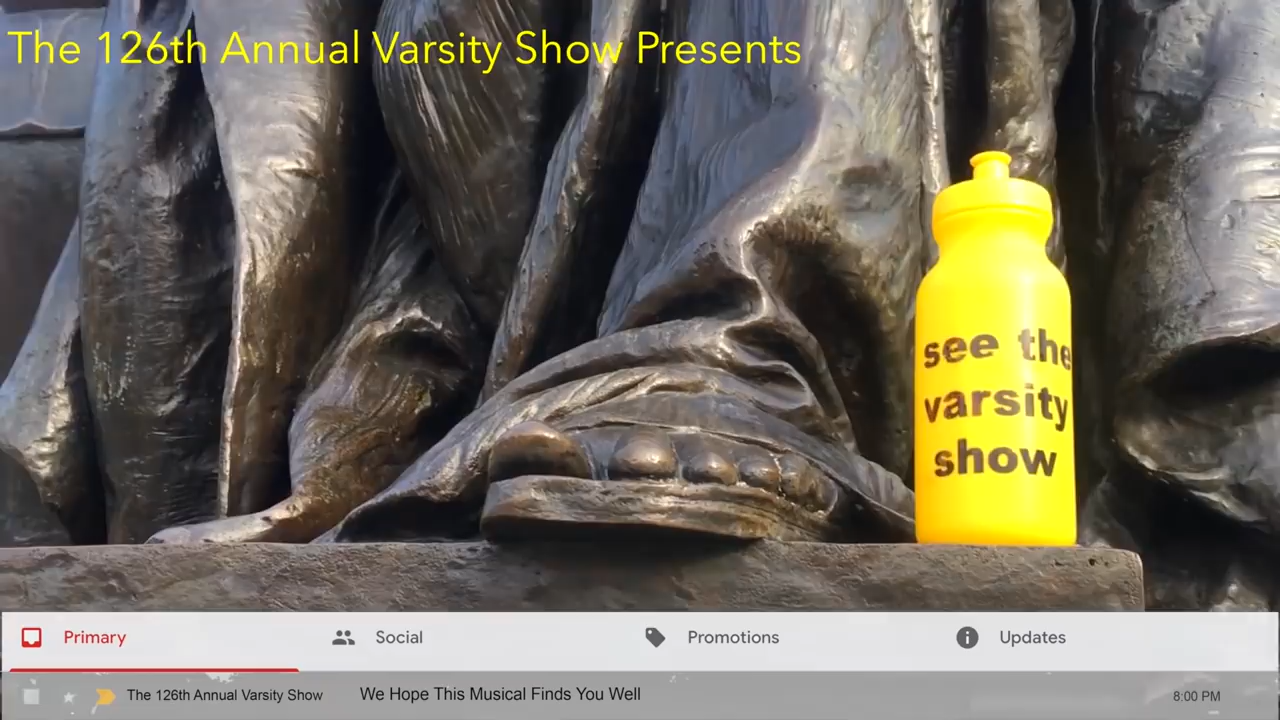 The 126th Annual Varsity Show Presents
see the
varsity
show
Primary
Social
Promotions
Updates
The 126th Annual Varsity Show
We Hope This Musical Finds You Well
8:00 PM